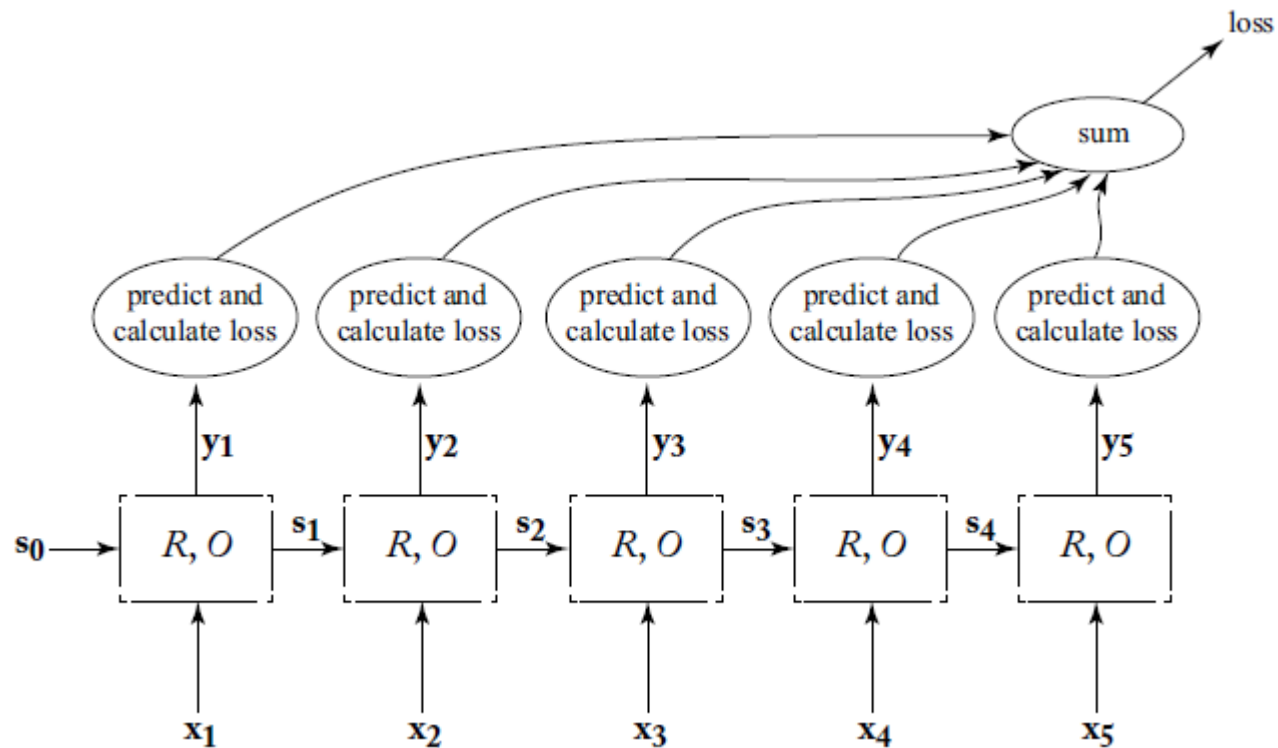 loss
sum
predict and
calculate loss
predict and
calculate loss
predict and
calculate loss
predict and
calculate loss
predict and
calculate loss
y1
y2
y3
y4
y5
s0
R, O
s1
R, O
s2
R, O
s3
R, O
s4
R, O
x1
x2
x3
x4
x5